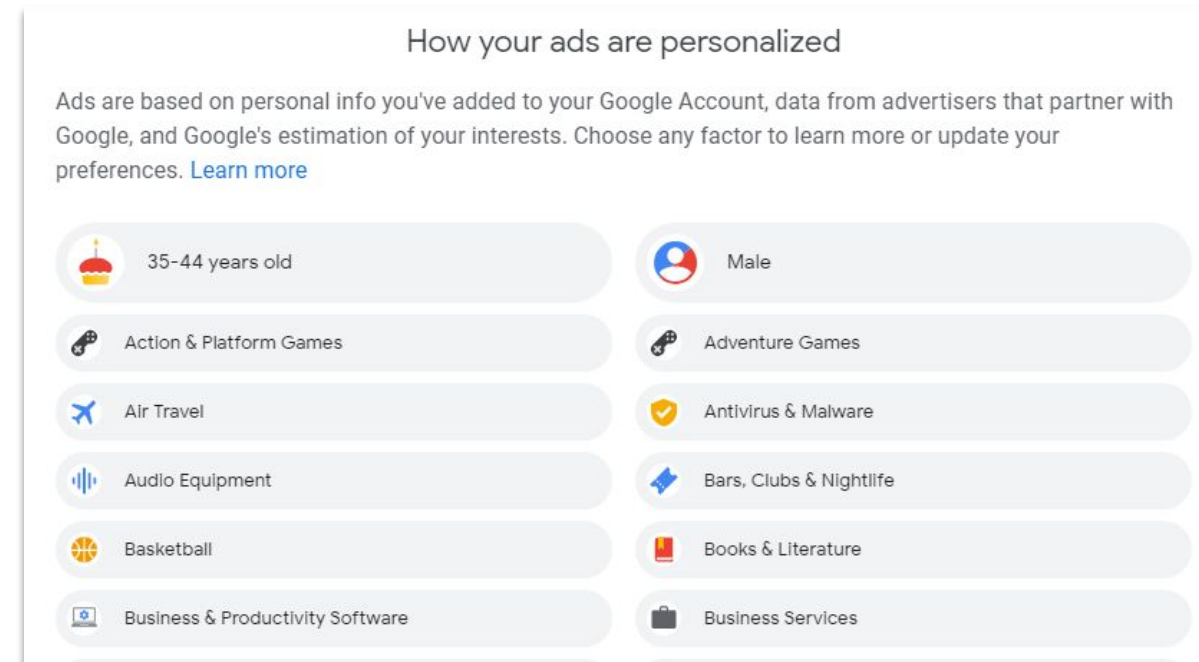 How your ads are personalized
Ads are based on personal info you've added to your Google Account, data from advertisers that partner with
Google, and Google's estimation of your interests. Choose any factor to learn more or update your
preferences. Learn more
35-44 years old
Male
Action & Platform Games
Adventure Games
Air Travel
Antivirus & Malware
Audio Equipment
Bars, Clubs & Nightlife
Basketball
Books & Literature
Business & Productivity Software
Business Services